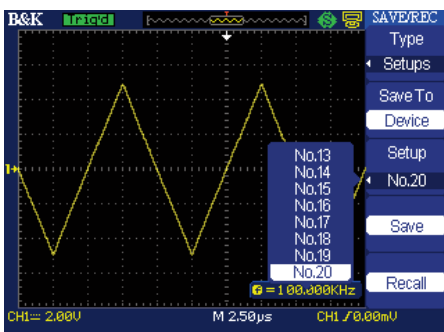 B&K Trig'd SAVE/REC
Type
Setups
Save To
Device
Setup
No.20
Save
Recall
No.13
No.14
No.15
No.16
No.17
No.18
No.19
No.20
f=100.000KHz
CH1 2.00V M 2.50µs CH1 0.00mV